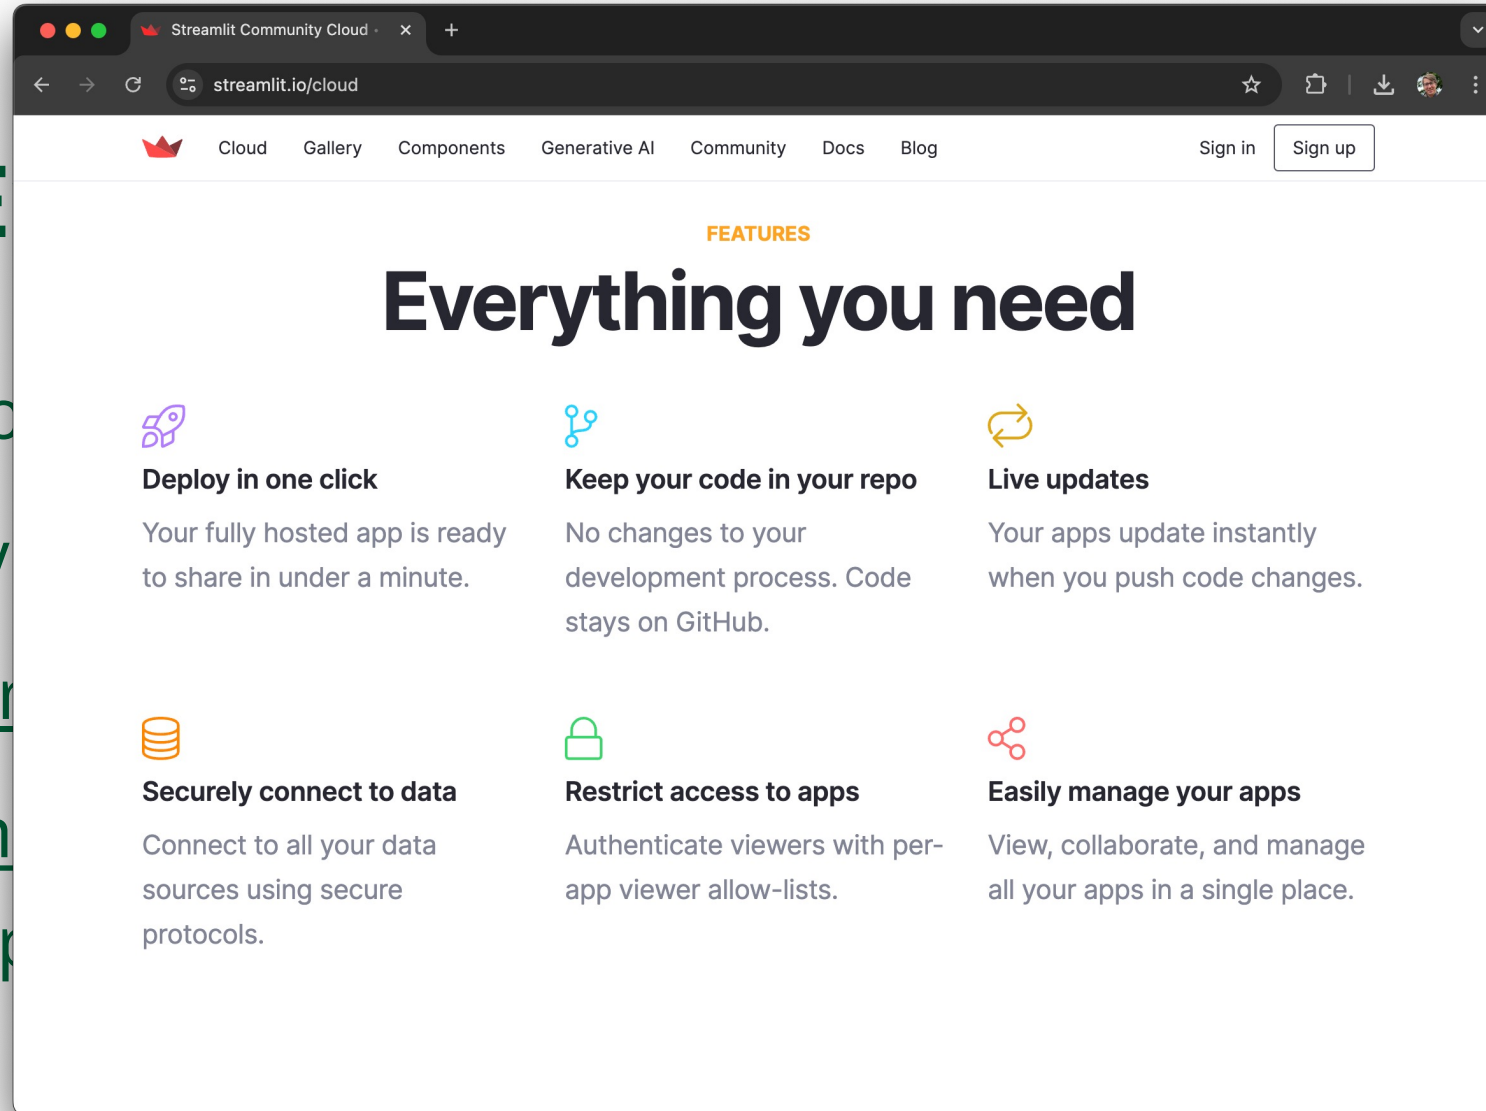 Streamlit Community Cloud
streamlit.io/cloud
Cloud Gallery Components Generative AI Community Docs Blog Sign in Sign up
FEATURES
Everything you need
Deploy in one click
Your fully hosted app is ready
to share in under a minute.
Keep your code in your repo
No changes to your
development process. Code
stays on GitHub.
Live updates
Your apps update instantly
when you push code changes.
Securely connect to data
Connect to all your data
sources using secure
protocols.
Restrict access to apps
Authenticate viewers with per-
app viewer allow-lists.
Easily manage your apps
View, collaborate, and manage
all your apps in a single place.